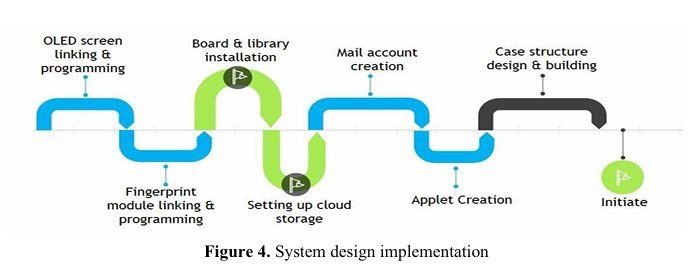 OLED screen
linking &
programming
Fingerprint
module linking &
programming
Board & library
installation
Setting up cloud
storage
Mail account
creation
Applet Creation
Case structure
design & building
Initiate
Figure 4. System design implementation